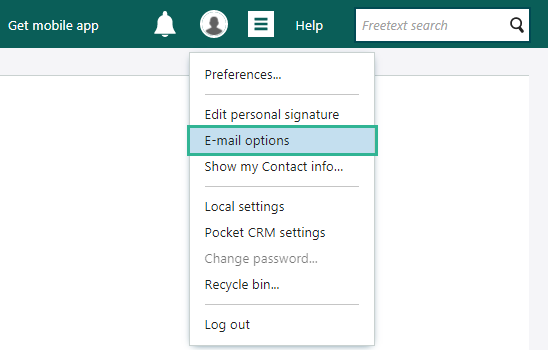 Get mobile app
Help
Freetext search
Preferences...
Edit personal signature
E-mail options
Show my Contact info...
Local settings
Pocket CRM settings
Change password...
Recycle bin...
Log out